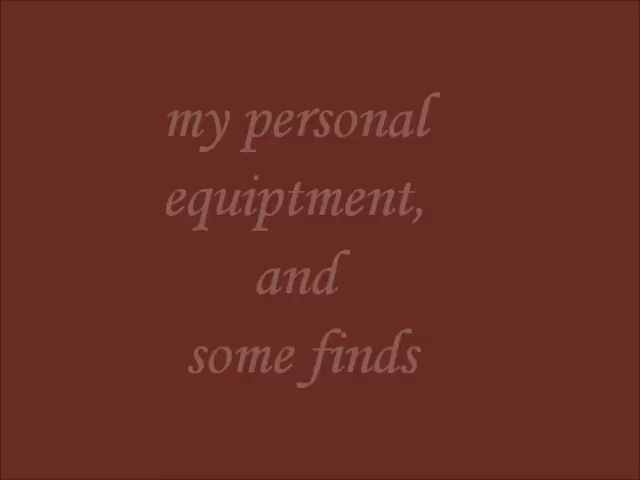 my personal
equiptment,
and
some finds